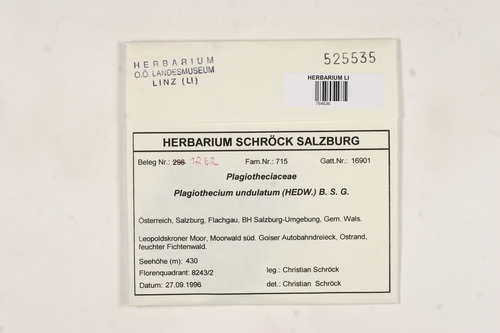 HERBARIUM
O.Ö. LANDESMUSEUM
LINZ (LI)
525535
HERBARIUM LI
764636
HERBARIUM SCHRÖCK SALZBURG
Beleg Nr.: 298 1262 Fam.Nr.: 715 Gatt.Nr.: 16901
Plagiotheciaceae
Plagiothecium undulatum (HEDW.) B. S. G.
Österreich, Salzburg, Flachgau, BH Salzburg-Umgebung, Gem. Wals.
Leopoldskroner Moor, Moorwald süd. Goiser Autobahndreieck, Ostrand,
feuchter Fichtenwald.
Seehöhe (m): 430
Florenquadrant: 8243/2 leg.: Christian Schröck
Datum: 27.09.1996 det.: Christian Schröck